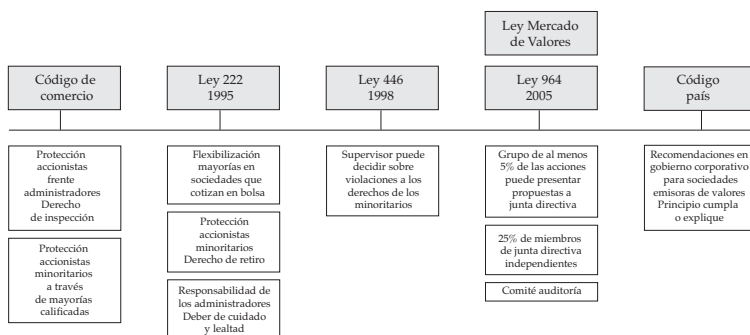 Ley Mercado
de Valores
Código de
comercio
Ley 222
1995
Ley 446
1998
Ley 964
2005
Código
país
Protección
accionistas
frente
administradores
Derecho
de inspección
Protección
accionistas
minoritarios
a través
de mayorías
calificadas
Flexibilización
mayorías en
sociedades que
cotizan en bolsa
Protección
accionistas
minoritarios
Derecho de retiro
Responsabilidad de
los administradores
Deber de cuidado
y lealtad
Supervisor puede
decidir sobre
violaciones a los
derechos de los
minoritarios
Grupo de al menos
5% de las acciones
puede presentar
propuestas a
junta directiva
25% de miembros
de junta directiva
independientes
Comité auditoría
Recomendaciones en
gobierno corporativo
para sociedades
emisoras de valores
Principio cumpla
o explique